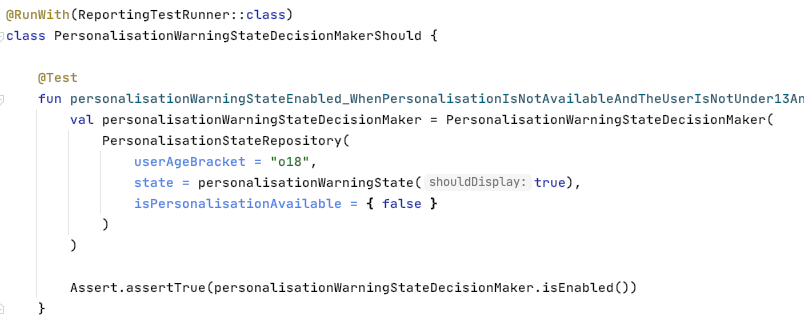 @RunWith(ReportingTestRunner::class)
class PersonalisationWarningStateDecisionMakerShould {
@Test
fun personalisationWarningStateEnabled_WhenPersonalisationIsNotAvailableAndTheUserIsNotUnder13An
val personalisationWarningStateDecisionMaker = PersonalisationWarningStateDecisionMaker(
PersonalisationStateRepository(
userAgeBracket = "o18",
state = personalisationWarningState( shouldDisplay: true),
isPersonalisationAvailable = { false }
)
)
Assert.assertTrue(personalisationWarningStateDecisionMaker.isEnabled())
}